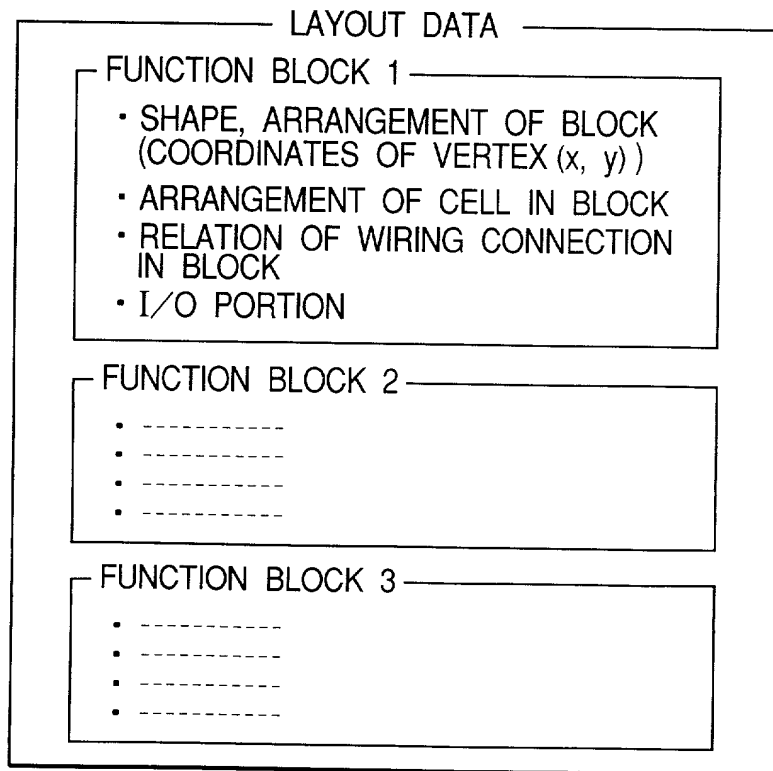 LAYOUT DATA
FUNCTION BLOCK 1
· SHAPE, ARRANGEMENT OF BLOCK
(COORDINATES OF VERTEX (x, y))
· ARRANGEMENT OF CELL IN BLOCK
· RELATION OF WIRING CONNECTION
IN BLOCK
· I/O PORTION
FUNCTION BLOCK 2
· -----------
· -----------
· -----------
· -----------
FUNCTION BLOCK 3
· -----------
· -----------
· -----------
· -----------